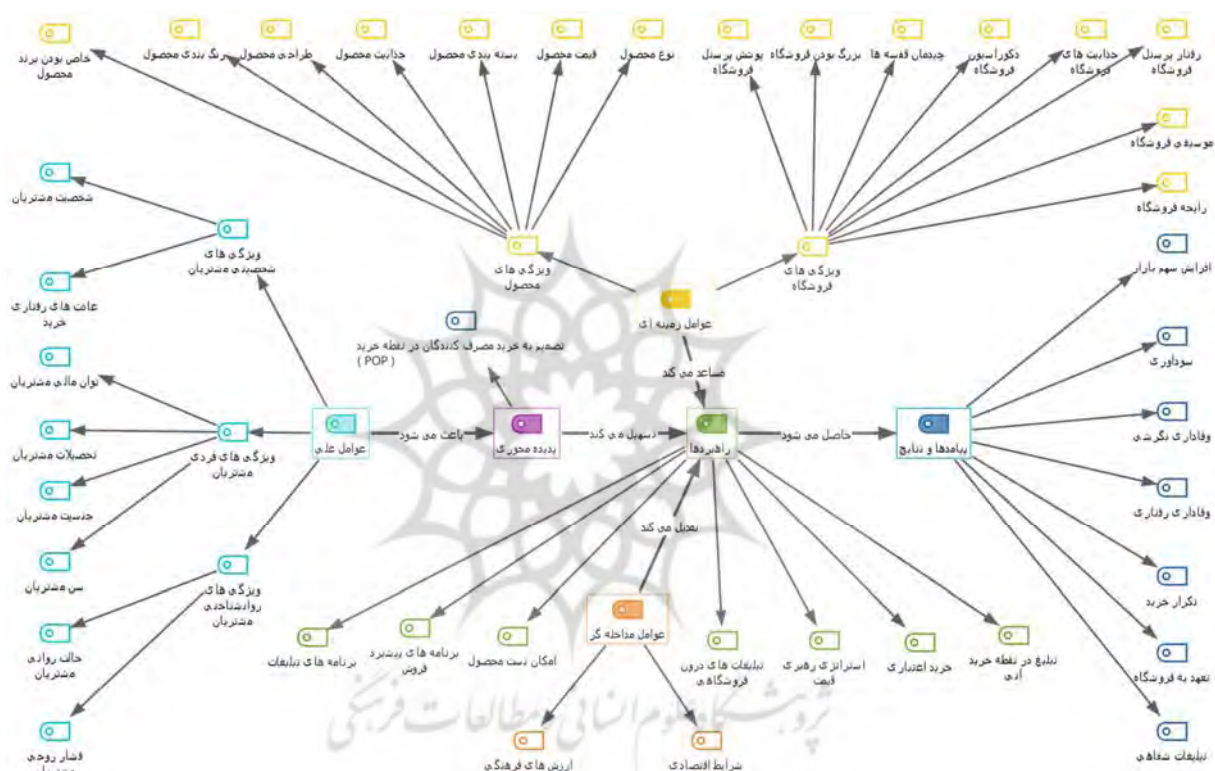 خاص بودن برند
محصول
رنگ بندی محصول
طراحی محصول
جذابیت محصول
بسته بندی محصول
قیمت محصول
نوع محصول
پوشش پرسنل
فروشگاه
بزرگ بودن فروشگاه
چیدمان قفسه ها
دکوراسیون
فروشگاه
جذابیت های
فروشگاه
رفتار پرسنل
فروشگاه
موسیقی فروشگاه
رایحه فروشگاه
شخصیت مشتریان
ویژگی های
شخصیتی مشتریان
عادت های رفتاری
خرید
ویژگی های
محصول
ویژگی های
فروشگاه
عوامل زمینه ای
افزایش سهم بازار
تصمیم به خرید مصرف کنندگان در نقطه خرید
( POP )
مساعد می کند
سودآوری
توان مالی مشتریان
تحصیلات مشتریان
ویژگی های فردی
مشتریان
عوامل علی
باعث می شود
پدیده محوری
تسهیل می کند
راهبردها
حاصل می شود
پیامدها و نتایج
وفاداری نگرشی
وفاداری رفتاری
جنسیت مشتریان
تعدیل می کند
سن مشتریان
ویژگی های
روانشناختی
مشتریان
تکرار خرید
حالت روانی
مشتریان
برنامه های تبلیغات
برنامه های پیشبرد
فروش
امکان تست محصول
عوامل مداخله گر
تبلیغات های درون
فروشگاهی
استراتژی رهبری
قیمت
خرید اعتباری
تبلیغ در نقطه خرید
آنی
تعهد به فروشگاه
پژوهشگاه علوم انسانی و مطالعات فرهنگی
فشار روحی
مشتریان
ارزش های فرهنگی
شرایط اقتصادی
تبلیغات شفاهی